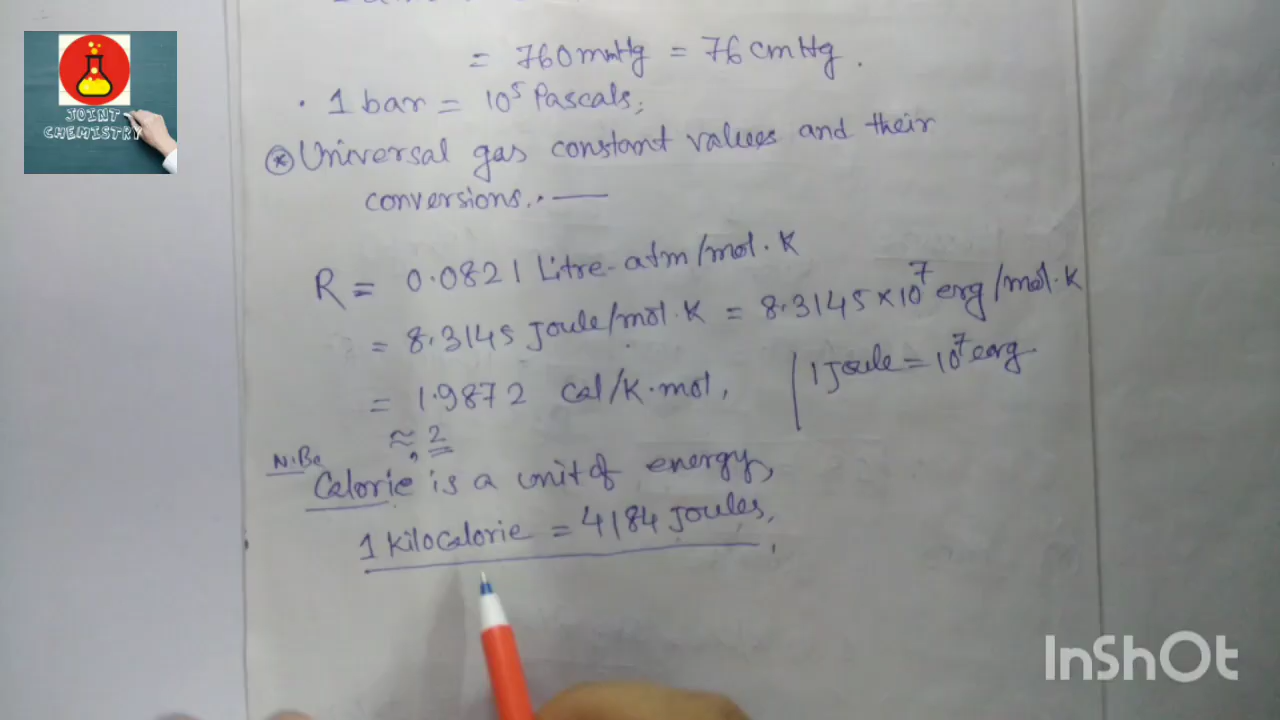 = 760mmHg = 76 cmHg.
· 1 bar = 10⁵ Pascals;
JOINT
CHEMISTRY
⊛ Universal gas constant values and their
conversions. :—
R = 0.0821 Litre-atm/mol·K
= 8.3145 Joule/mol·K = 8.3145×10⁷ erg/mol·K
= 1.9872 Cal/K·mol,
1 Joule = 10⁷ erg
≈ 2
N.B:
Calorie is a unit of energy,
1 Kilocalorie = 4184 Joules,
InShOt